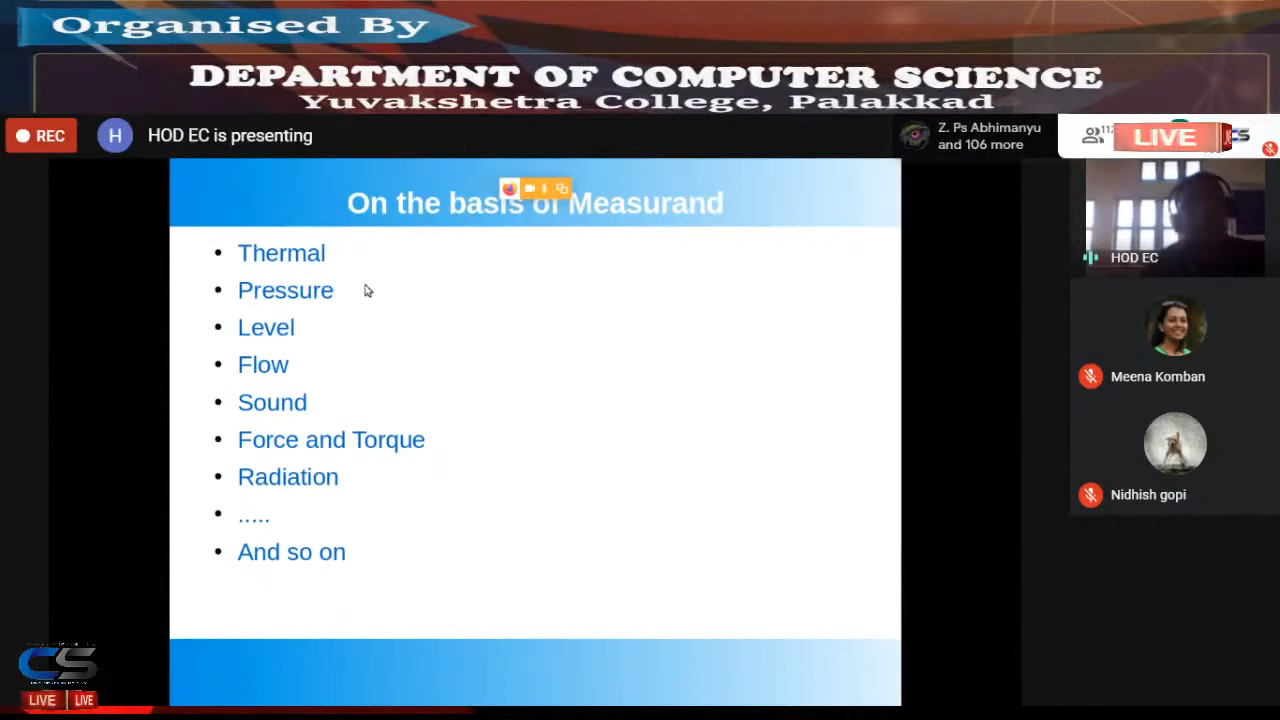 Organised By
DEPARTMENT OF COMPUTER SCIENCE
Yuvakshetra College, Palakkad
REC
H
HOD EC is presenting
Z. Ps Abhimanyu
and 106 more
LIVE
CS
On the basis of Measurand
• Thermal
• Pressure
• Level
• Flow
• Sound
• Force and Torque
• Radiation
• .....
• And so on
HOD EC
Meena Komban
Nidhish gopi
CS
LIVE LIVE